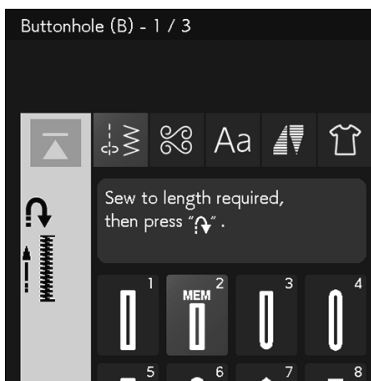 Buttonhole (B) - 1 / 3
Aa
Sew to length required,
then press “↷” .
1 MEM 2 3 4
5 6 7 8